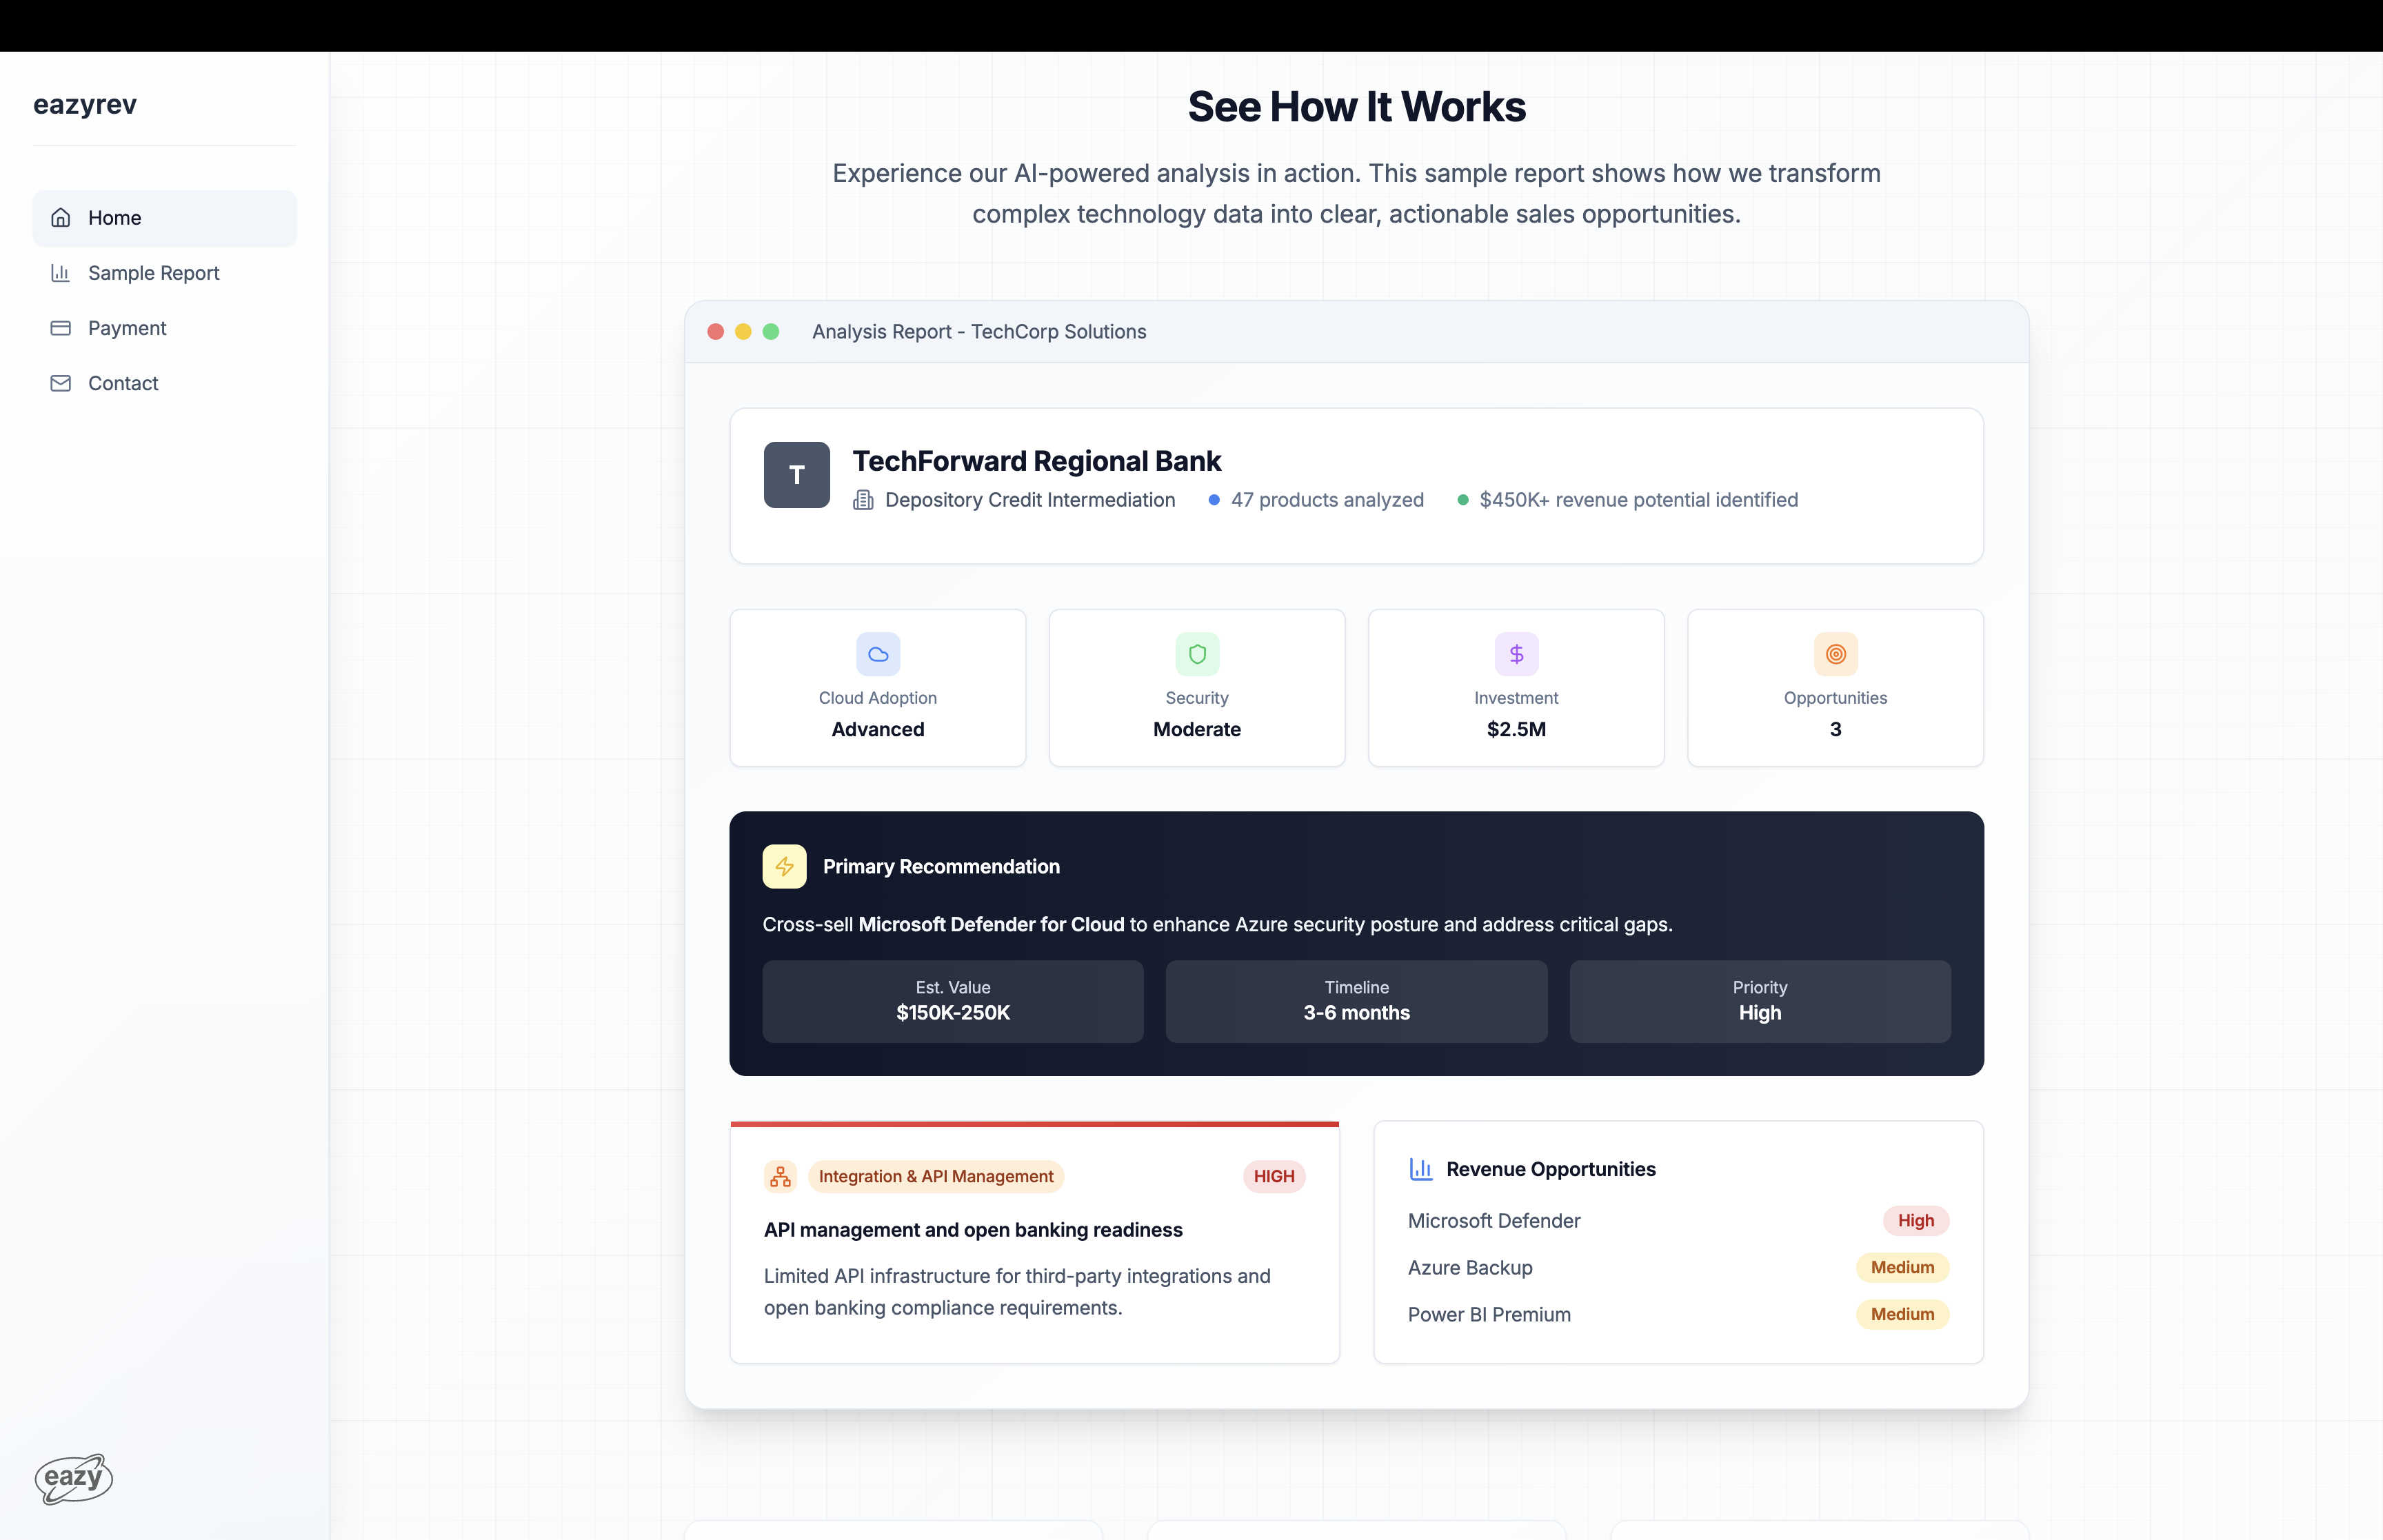 eazyrev
Home
Sample Report
Payment
Contact
eazy
See How It Works
Experience our AI-powered analysis in action. This sample report shows how we transform
complex technology data into clear, actionable sales opportunities.
Analysis Report - TechCorp Solutions
T
TechForward Regional Bank
Depository Credit Intermediation
47 products analyzed
$450K+ revenue potential identified
Cloud Adoption
Advanced
Security
Moderate
Investment
$2.5M
Opportunities
3
Primary Recommendation
Cross-sell Microsoft Defender for Cloud to enhance Azure security posture and address critical gaps.
Est. Value
$150K-250K
Timeline
3-6 months
Priority
High
Integration & API Management
HIGH
API management and open banking readiness
Limited API infrastructure for third-party integrations and
open banking compliance requirements.
Revenue Opportunities
Microsoft Defender
High
Azure Backup
Medium
Power BI Premium
Medium